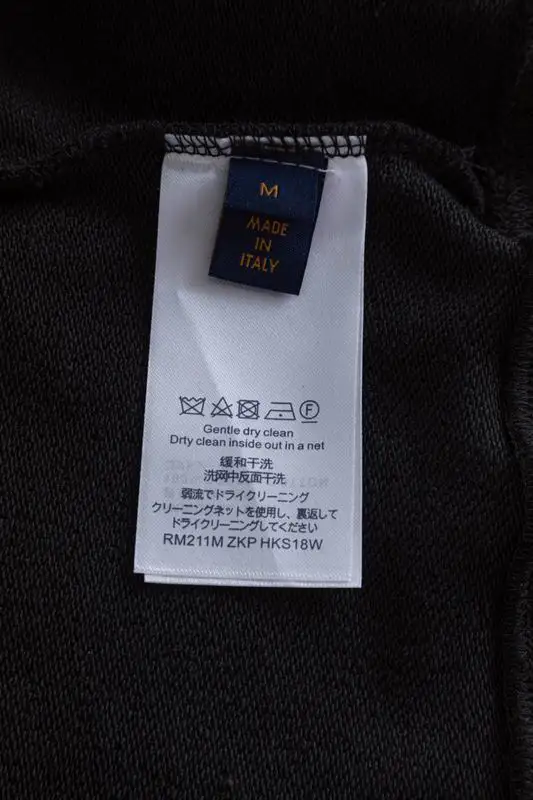 M
MADE
IN
ITALY
Gentle dry clean
Drty clean inside out in a net
缓和干洗
洗网中反面干洗
弱流でドライクリーニング
クリーニングネットを使用し、裏返して
ドライクリーニングしてください
RM211M ZKP HKS18W